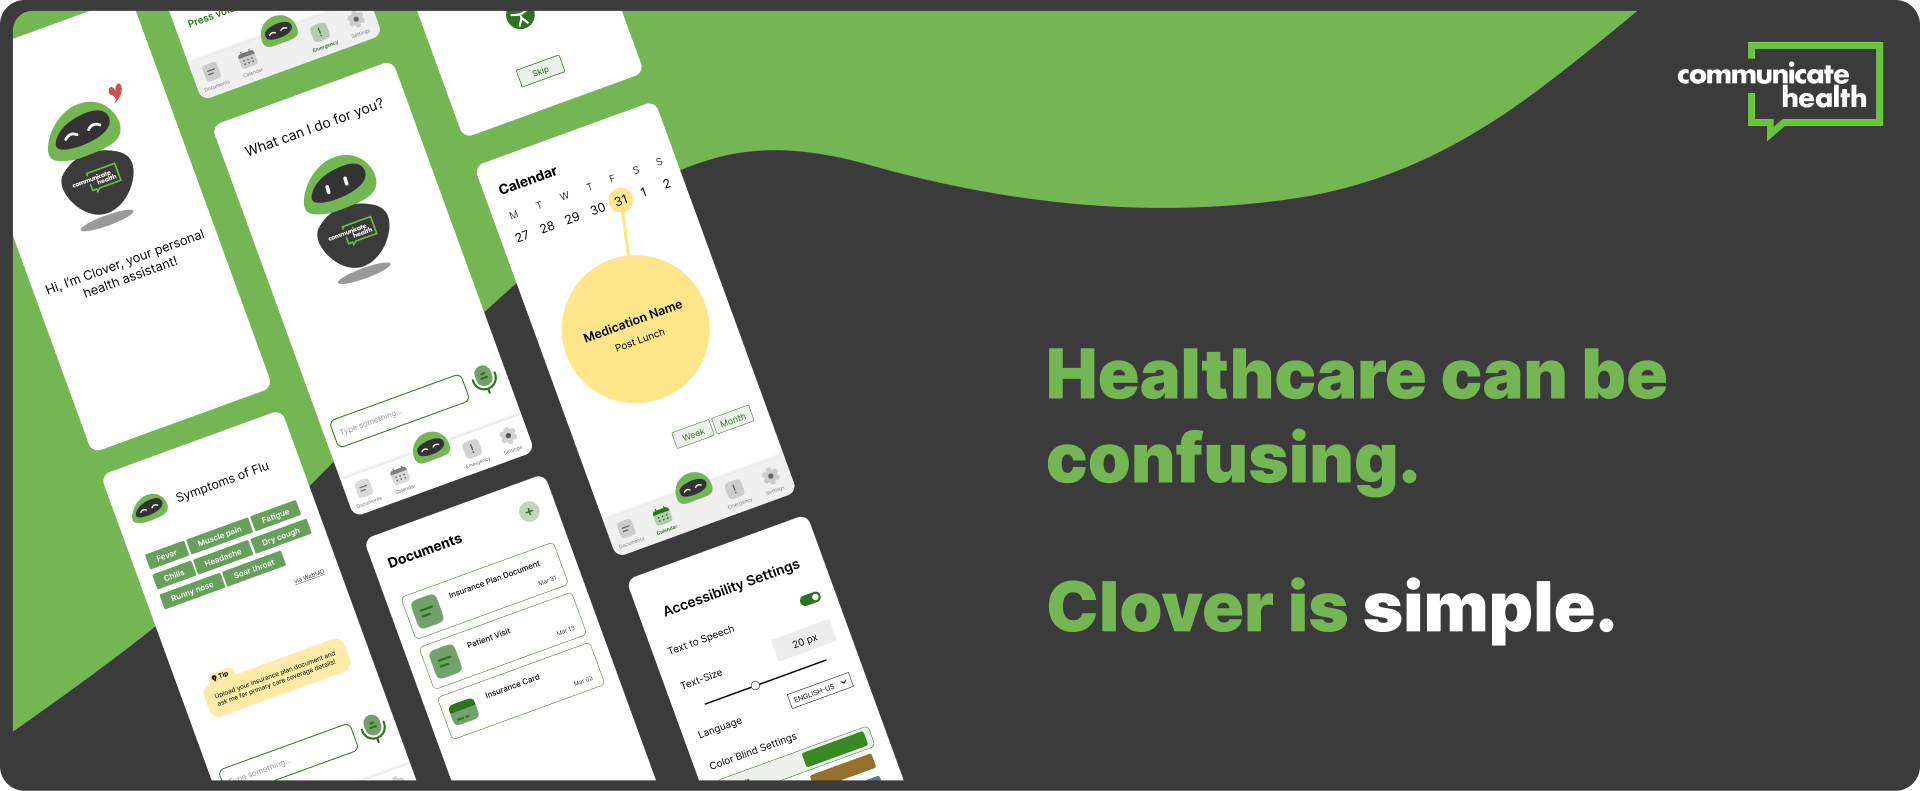 Press
Documents
Calendar
Emergency
Settings
Skip
communicate
health
communicate
health
Hi, I'm Clover, your personal
health assistant!
What can I do for you?
communicate
health
Type something...
Documents
Calendar
Emergency
Settings
Calendar
M T W T F S S
27 28 29 30 31 1 2
Medication Name
Post Lunch
Week
Month
Documents
Calendar
Emergency
Settings
Healthcare can be
confusing.
Clover is simple.
Symptoms of Flu
Fever
Muscle pain
Fatigue
Chills
Headache
Dry cough
Runny nose
Soar throat
via WebMD
Tip
Upload your insurance plan document and
ask me for primary care coverage details!
Type something...
Documents
Insurance Plan Document
Mar 31
Patient Visit
Mar 13
Insurance Card
Mar 03
Accessibility Settings
Text to Speech
Text-Size
20 px
Language
ENGLISH-US
Color Blind Settings